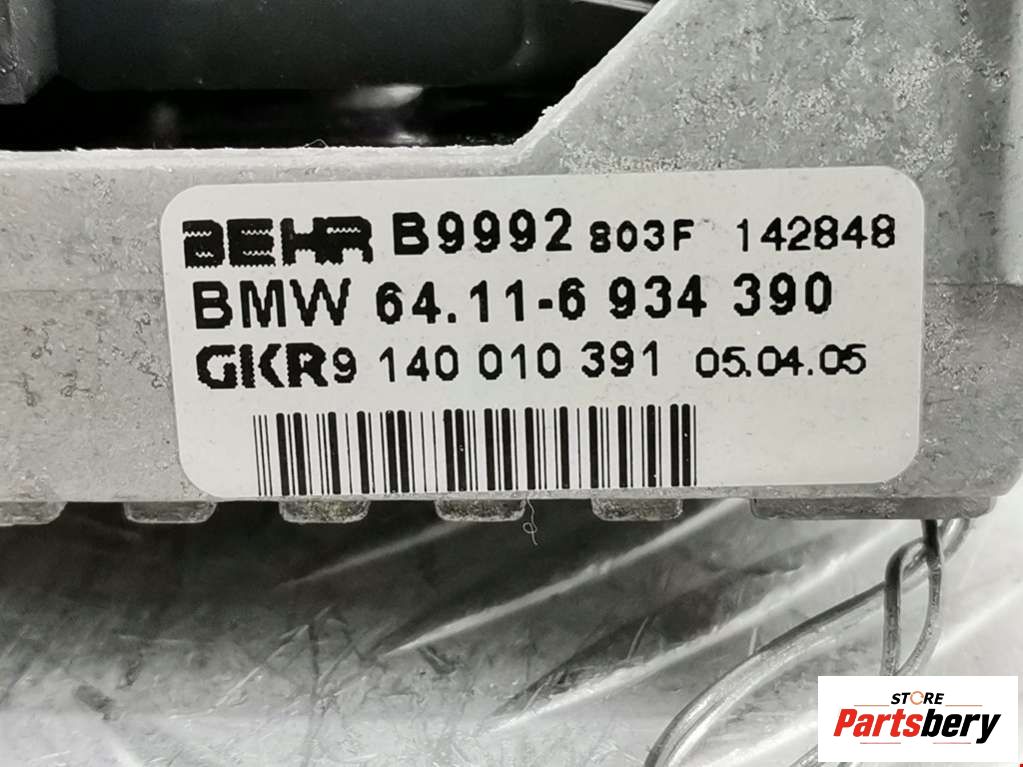 BEHR B9992 803F 142848
BMW 64.11-6 934 390
GKR9 140 010 391 05.04.05
STORE
Partsbery